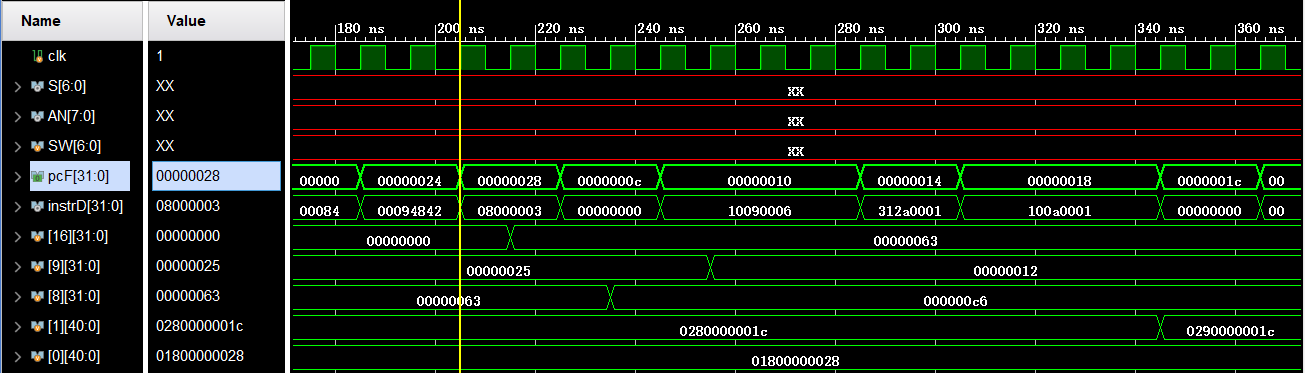 Name Value 180 ns 200 ns 220 ns 240 ns 260 ns 280 ns 300 ns 320 ns 340 ns 360 ns
clk 1
S[6:0] XX XX
AN[7:0] XX XX
SW[6:0] XX XX
pcF[31:0] 00000028 00000 00000024 00000028 0000000c 00000010 00000014 00000018 0000001c 00
instrD[31:0] 08000003 00084 00094842 08000003 00000000 10090006 312a0001 100a0001 00000000 00
[16][31:0] 00000000 00000000 00000063
[9][31:0] 00000025 00000025 00000012
[8][31:0] 00000063 00000063 000000c6
[1][40:0] 0280000001c 0280000001c 0290000001c
[0][40:0] 01800000028 01800000028